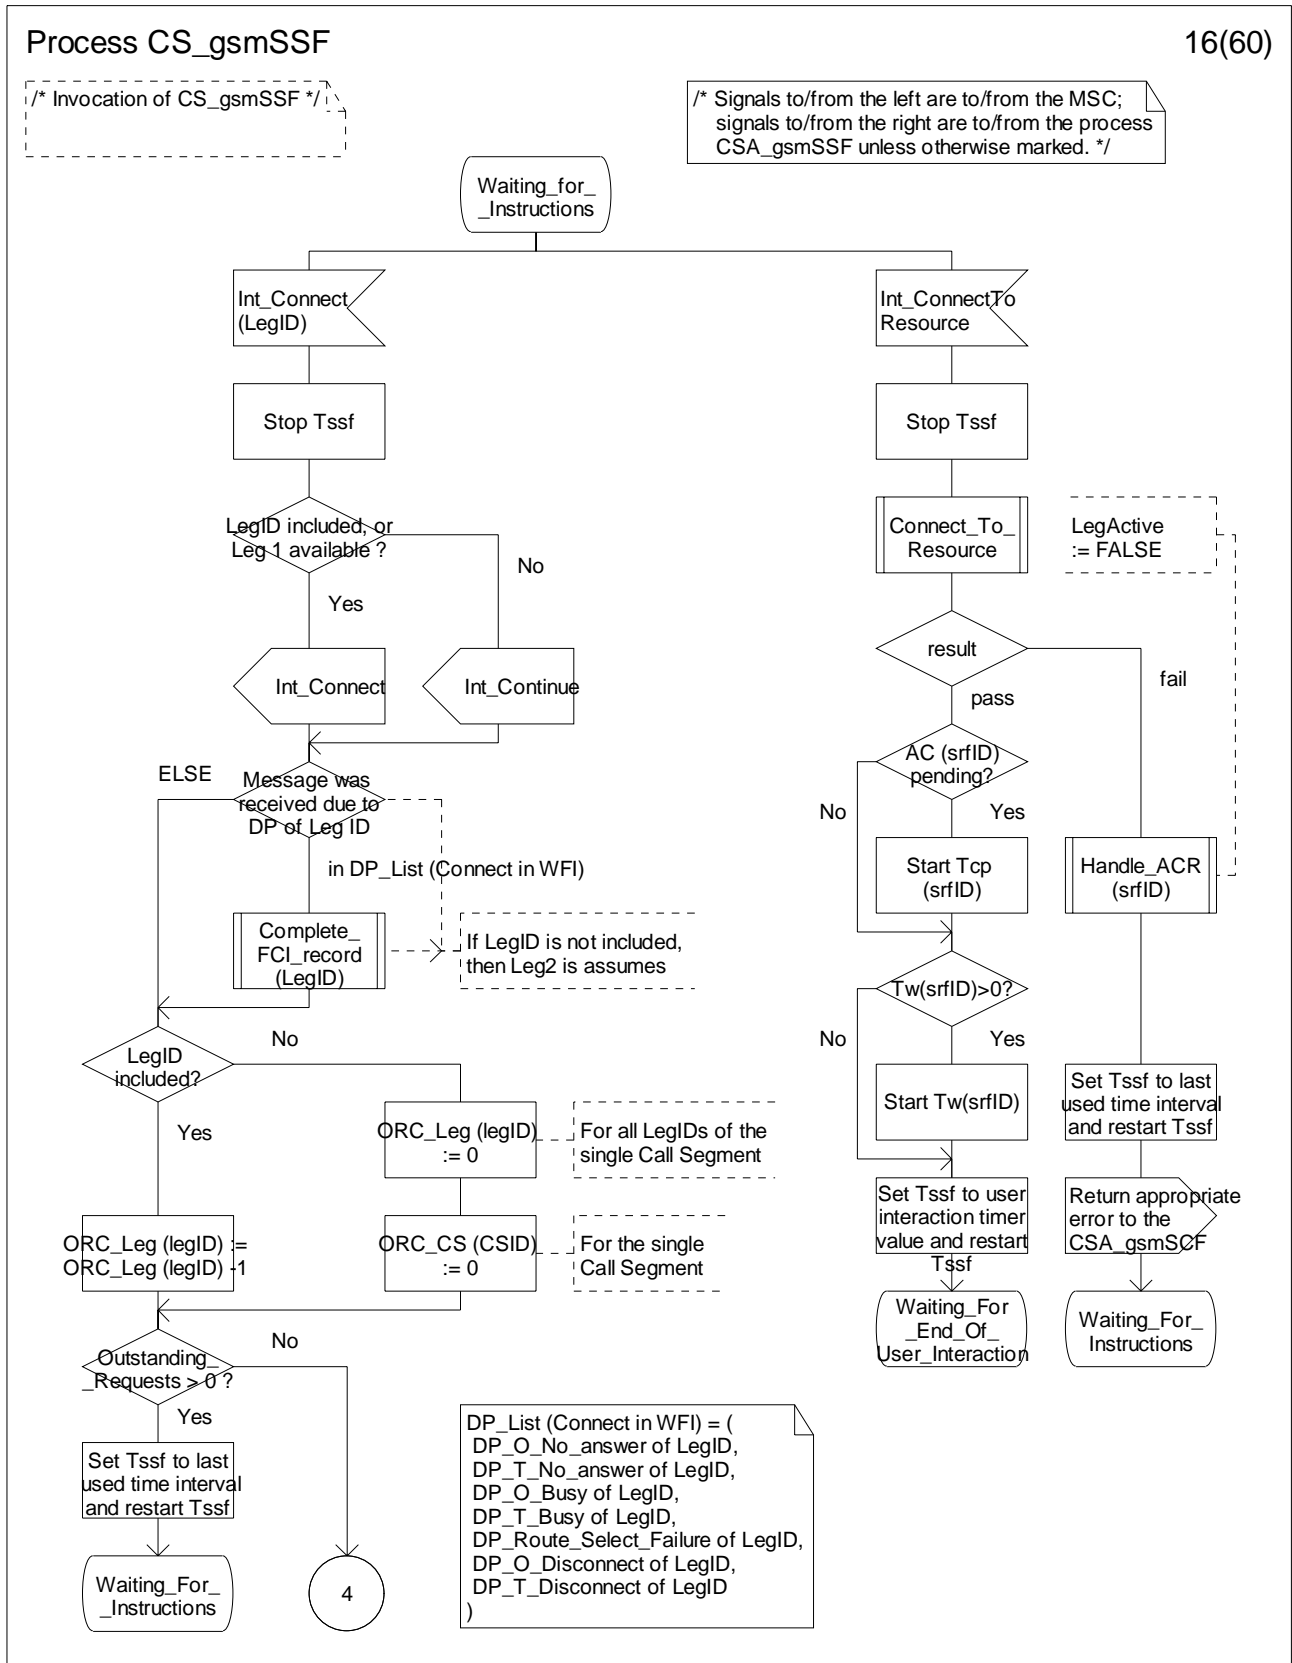 Process CS_gsmSSF
16(60)
/* Invocation of CS_gsmSSF */
/* Signals to/from the left are to/from the MSC;
signals to/from the right are to/from the process
CSA_gsmSSF unless otherwise marked. */
Waiting_for_
_Instructions
Int_Connect
(LegID)
Int_ConnectTo
Resource
Stop Tssf
Stop Tssf
LegID included, or
Leg 1 available ?
No
Yes
Connect_To_
Resource
LegActive
:= FALSE
Int_Connect
Int_Continue
result
fail
pass
ELSE
Message was
received due to
DP of Leg ID
in DP_List (Connect in WFI)
AC (srfID)
pending?
No
Yes
Start Tcp
(srfID)
Handle_ACR
(srfID)
Complete_
FCI_record
(LegID)
If LegID is not included,
then Leg2 is assumes
Tw(srfID)>0?
No
Yes
LegID
included?
No
Yes
Start Tw(srfID)
Set Tssf to last
used time interval
and restart Tssf
ORC_Leg (legID)
:= 0
For all LegIDs of the
single Call Segment
ORC_Leg (legID) :=
ORC_Leg (legID) -1
ORC_CS (CSID)
:= 0
For the single
Call Segment
Set Tssf to user
interaction timer
value and restart
Tssf
Return appropriate
error to the
CSA_gsmSCF
Waiting_For
_End_Of_
User_Interaction
Waiting_For_
Instructions
Outstanding_
_Requests > 0 ?
No
Yes
Set Tssf to last
used time interval
and restart Tssf
Waiting_For_
_Instructions
4
DP_List (Connect in WFI) = (
DP_O_No_answer of LegID,
DP_T_No_answer of LegID,
DP_O_Busy of LegID,
DP_T_Busy of LegID,
DP_Route_Select_Failure of LegID,
DP_O_Disconnect of LegID,
DP_T_Disconnect of LegID
)